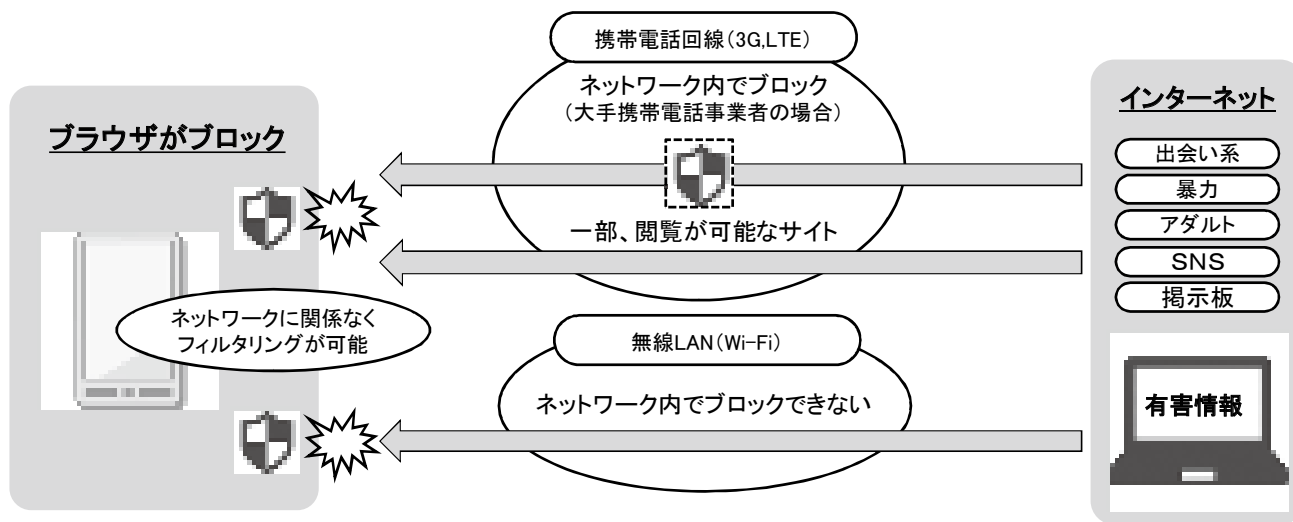 携帯電話回線(3G,LTE)
ネットワーク内でブロック
(大手携帯電話事業者の場合)
一部、閲覧が可能なサイト
ブラウザがブロック
ネットワークに関係なく
フィルタリングが可能
無線LAN(Wi-Fi)
ネットワーク内でブロックできない
インターネット
出会い系
暴力
アダルト
SNS
掲示板
有害情報